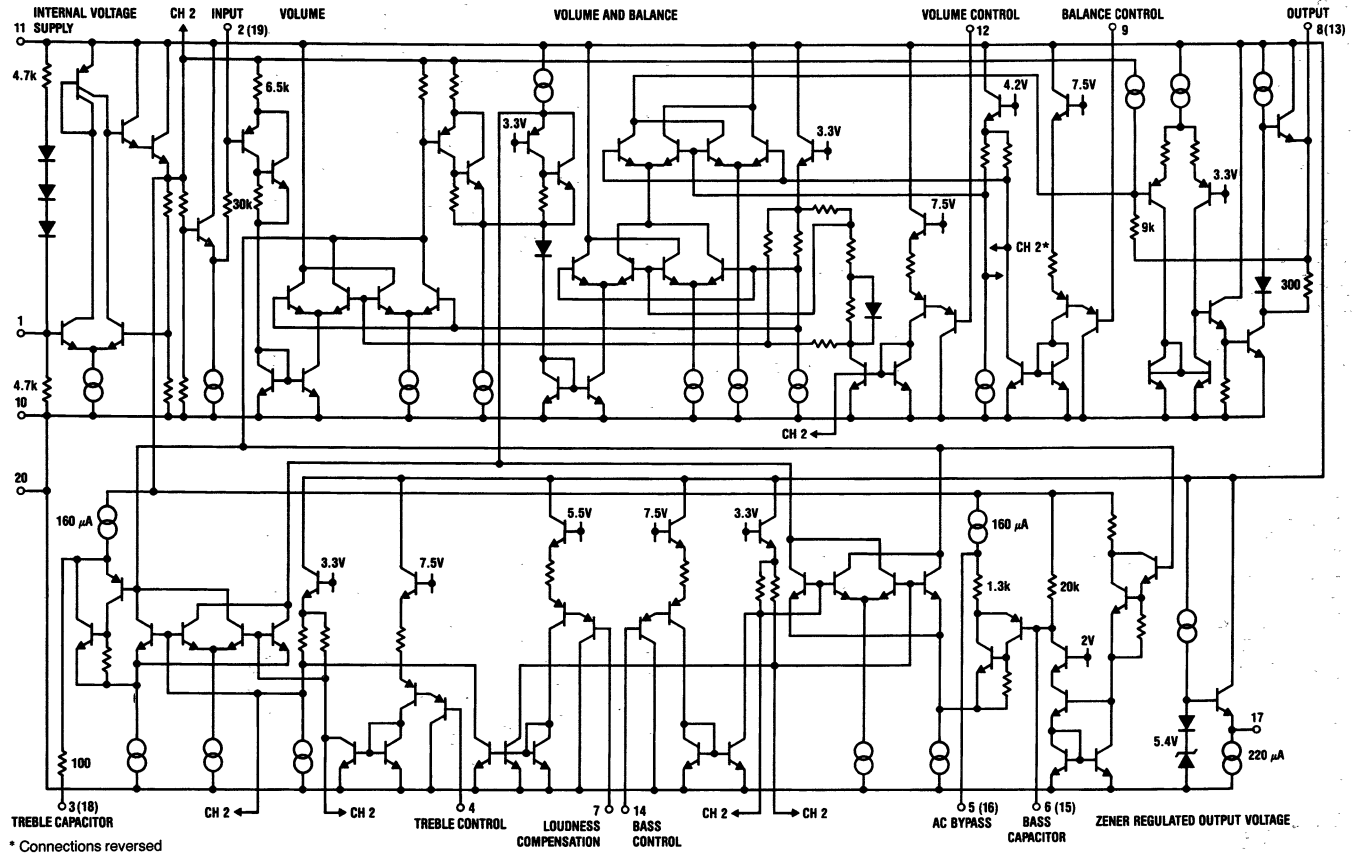 INTERNAL VOLTAGE
SUPPLY
11
CH 2
INPUT
2 (19)
VOLUME
VOLUME AND BALANCE
VOLUME CONTROL
12
BALANCE CONTROL
9
OUTPUT
8(13)
4.7k
6.5k
3.3V
3.3V
4.2V
7.5V
3.3V
30k
7.5V
9k
CH 2*
300
1
4.7k
10
CH 2
20
160 µA
5.5V
7.5V
3.3V
160 µA
3.3V
7.5V
1.3k
20k
2V
17
5.4V
220 µA
100
3 (18)
TREBLE CAPACITOR
CH 2
CH 2
4
TREBLE CONTROL
7
LOUDNESS
COMPENSATION
14
BASS
CONTROL
CH 2
CH 2
5 (16)
AC BYPASS
6 (15)
BASS
CAPACITOR
ZENER REGULATED OUTPUT VOLTAGE
* Connections reversed